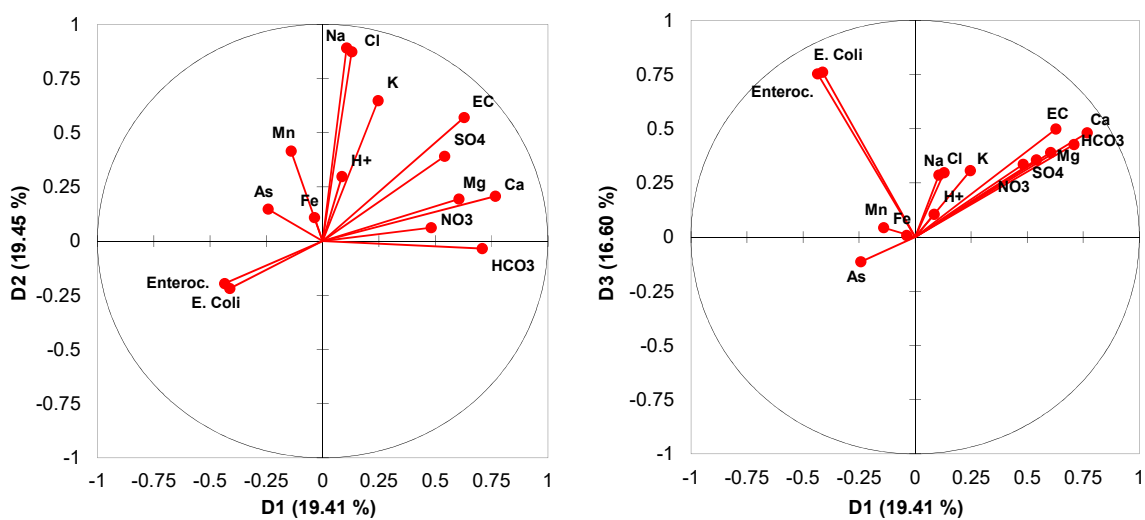 1
0.75
0.5
0.25
0
-0.25
-0.5
-0.75
-1
D2 (19.45 %)
Na
Cl
K
EC
Mn
SO4
H+
As
Fe
Mg
Ca
NO3
HCO3
Enteroc.
E. Coli
-1
-0.75
-0.5
-0.25
0
0.25
0.5
0.75
1
D1 (19.41 %)
1
0.75
0.5
0.25
0
-0.25
-0.5
-0.75
-1
D3 (16.60 %)
E. Coli
Enteroc.
EC
Ca
HCO3
Na
Cl
K
Mg
SO4
NO3
H+
Mn
Fe
As
-1
-0.75
-0.5
-0.25
0
0.25
0.5
0.75
1
D1 (19.41 %)